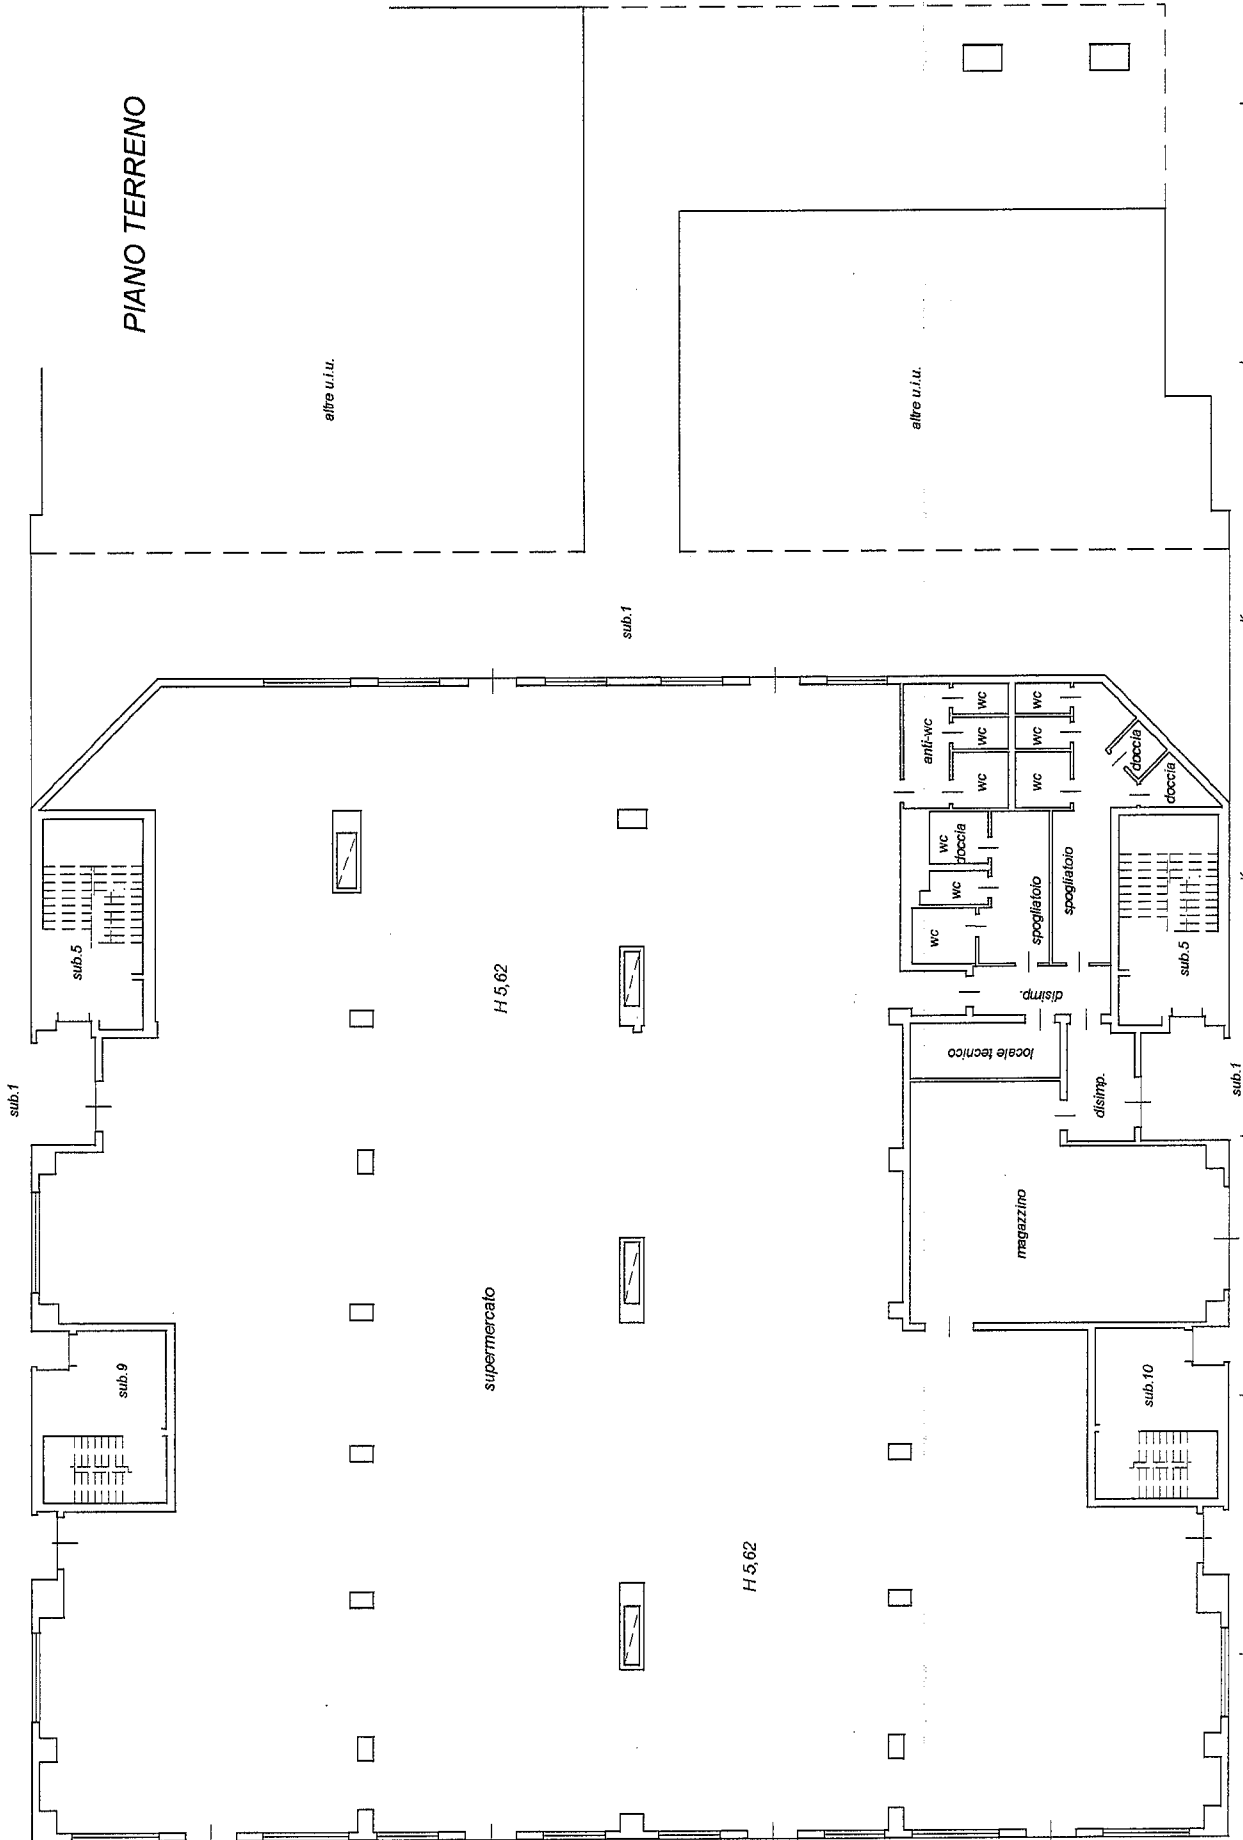 PIANO TERRENO
altre u.i.u.
altre u.i.u.
sub.1
anti-wc
wc
wc
wc
wc
wc
wc
doccia
doccia
wc
doccia
wc
wc
spogliatoio
spogliatoio
sub.5
sub.5
H 5,62
disimp.
locale tecnico
disimp.
sub.1
sub.1
magazzino
supermercato
sub.9
sub.10
H 5,62